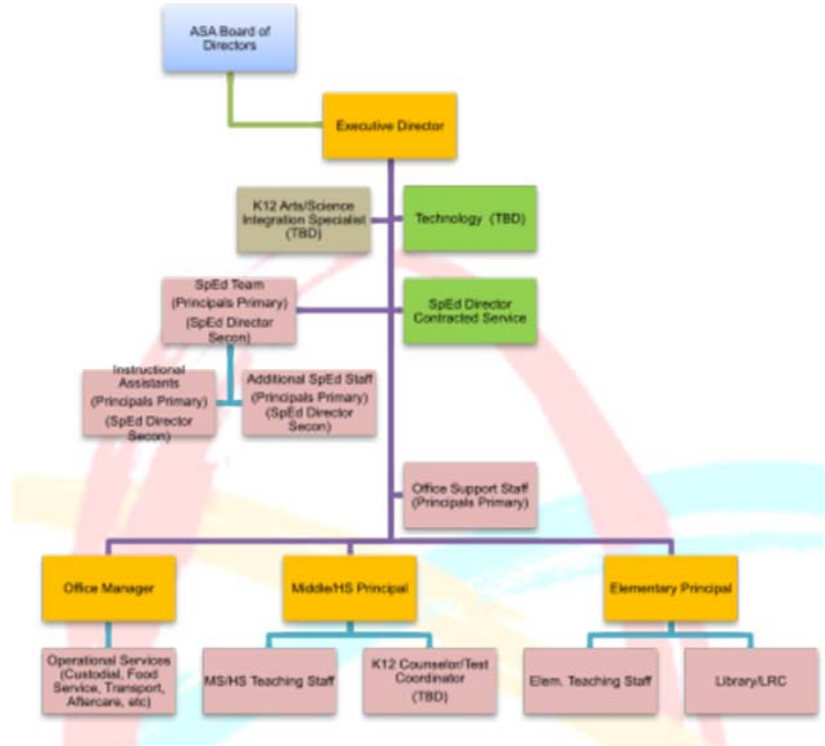 ASA Board of
Directors
Executive Director
K12 Arts/Science
Integration Specialist
(TBD)
Technology (TBD)
SpEd Team
(Principals Primary)
(SpEd Director
Secon)
SpEd Director
Contracted Service
Instructional
Assistants
(Principals Primary)
(SpEd Director
Secon)
Additional SpEd Staff
(Principals Primary)
(SpEd Director
Secon)
Office Support Staff
(Principals Primary)
Office Manager
Middle/HS Principal
Elementary Principal
Operational Services
(Custodial, Food
Service, Transport,
Aftercare, etc)
MS/HS Teaching Staff
K12 Counselor/Test
Coordinator
(TBD)
Elem. Teaching Staff
Library/LRC